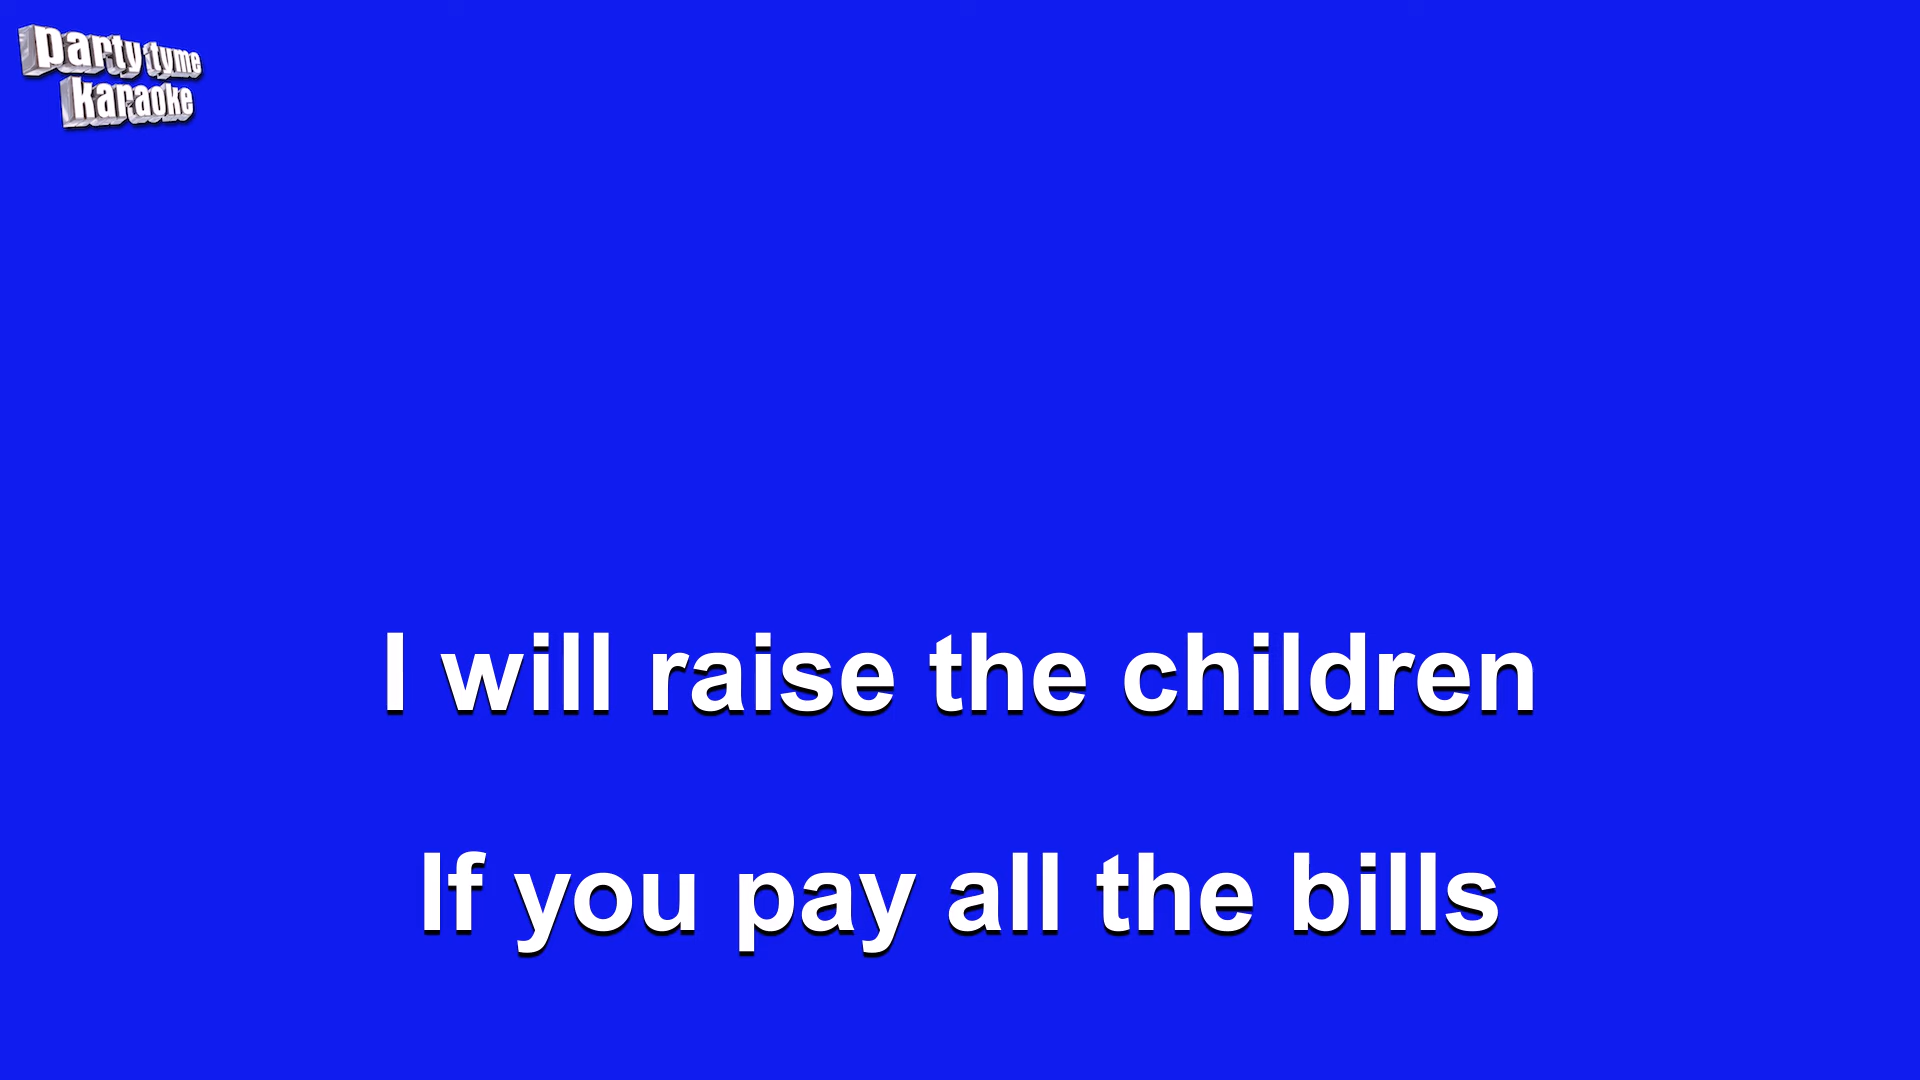 party tyme
karaoke
I will raise the children
If you pay all the bills